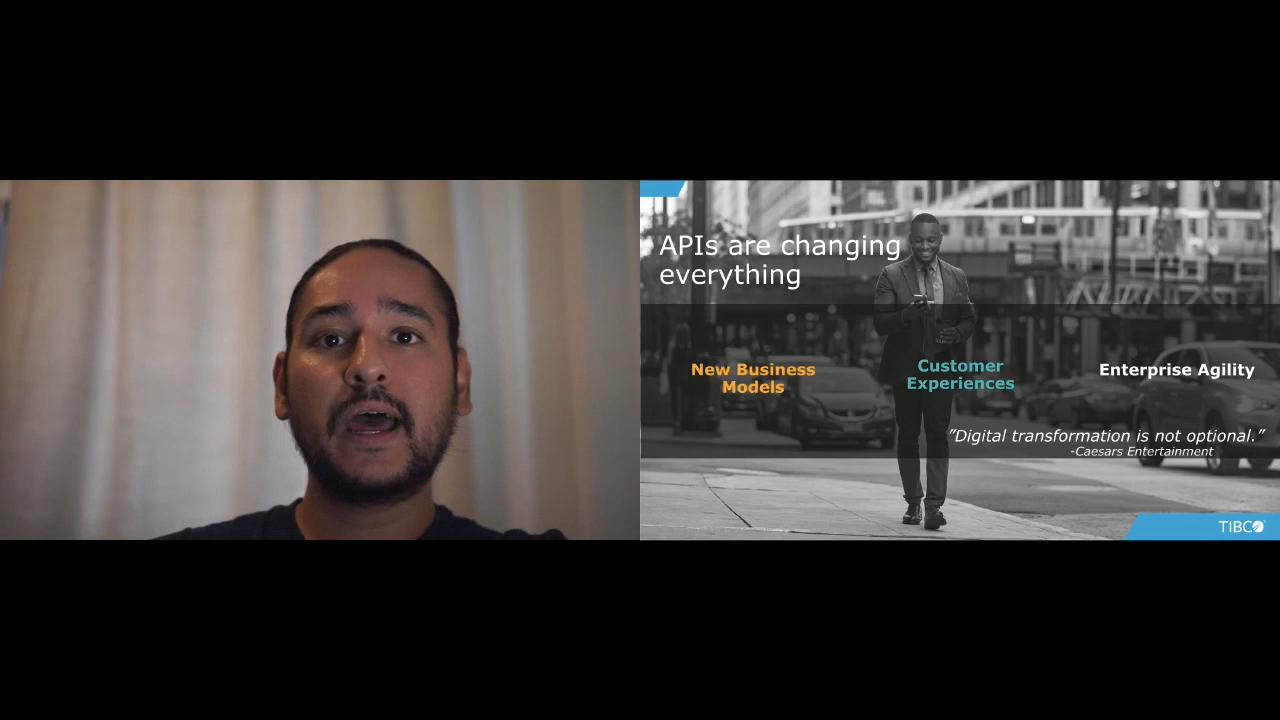 APIs are changing
everything
New Business
Models
Customer
Experiences
Enterprise Agility
"Digital transformation is not optional."
-Caesars Entertainment
TIBCO